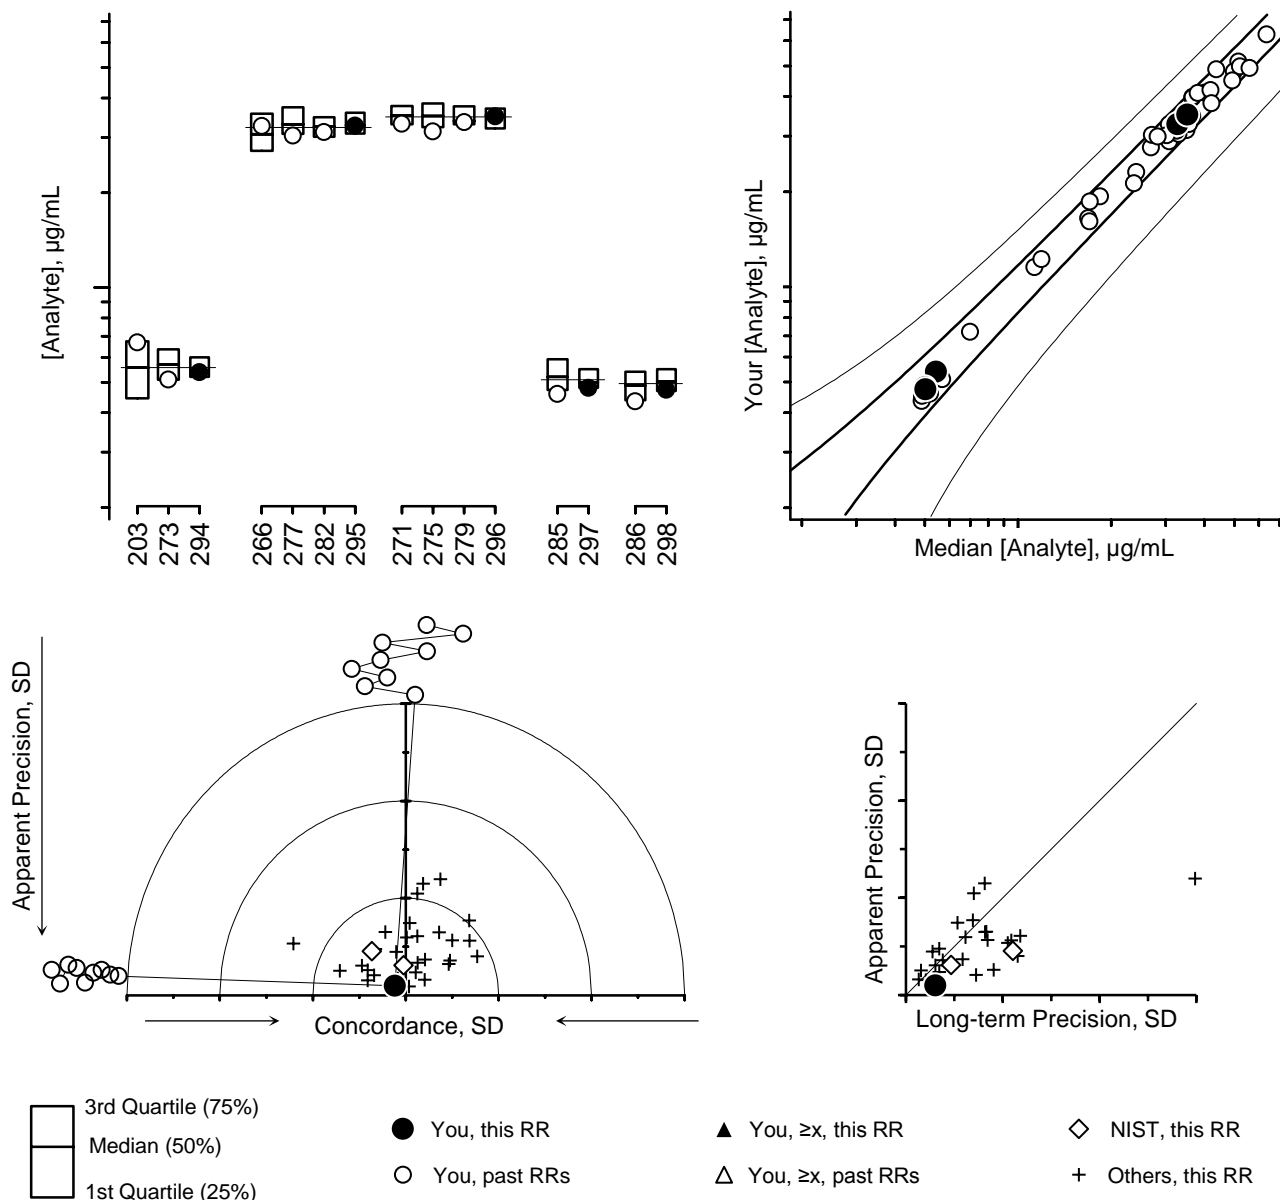 [Analyte], µg/mL
203
273
294
266
277
282
295
271
275
279
296
285
297
286
298
Your [Analyte], µg/mL
Median [Analyte], µg/mL
Apparent Precision, SD
Concordance, SD
Apparent Precision, SD
Long-term Precision, SD
3rd Quartile (75%)
Median (50%)
1st Quartile (25%)
You, this RR
You, past RRs
You, ≥x, this RR
You, ≥x, past RRs
NIST, this RR
Others, this RR